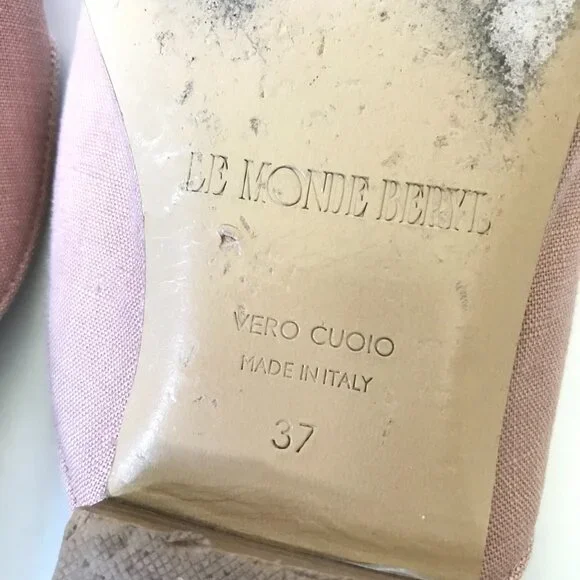 LE MONDE BERYL
VERO CUOIO
MADE IN ITALY
37